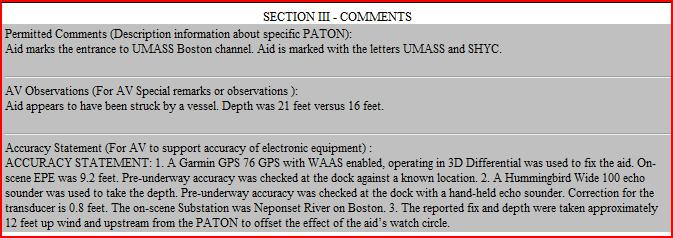 SECTION III - COMMENTS
Permitted Comments (Description information about specific PATON):
Aid marks the entrance to UMASS Boston channel. Aid is marked with the letters UMASS and SHYC.
AV Observations (For AV Special remarks or observations ):
Aid appears to have been struck by a vessel. Depth was 21 feet versus 16 feet.
Accuracy Statement (For AV to support accuracy of electronic equipment) :
ACCURACY STATEMENT: 1. A Garmin GPS 76 GPS with WAAS enabled, operating in 3D Differential was used to fix the aid. On-
scene EPE was 9.2 feet. Pre-underway accuracy was checked at the dock against a known location. 2. A Hummingbird Wide 100 echo
sounder was used to take the depth. Pre-underway accuracy was checked at the dock with a hand-held echo sounder. Correction for the
transducer is 0.8 feet. The on-scene Substation was Neponset River on Boston. 3. The reported fix and depth were taken approximately
12 feet up wind and upstream from the PATON to offset the effect of the aid's watch circle.